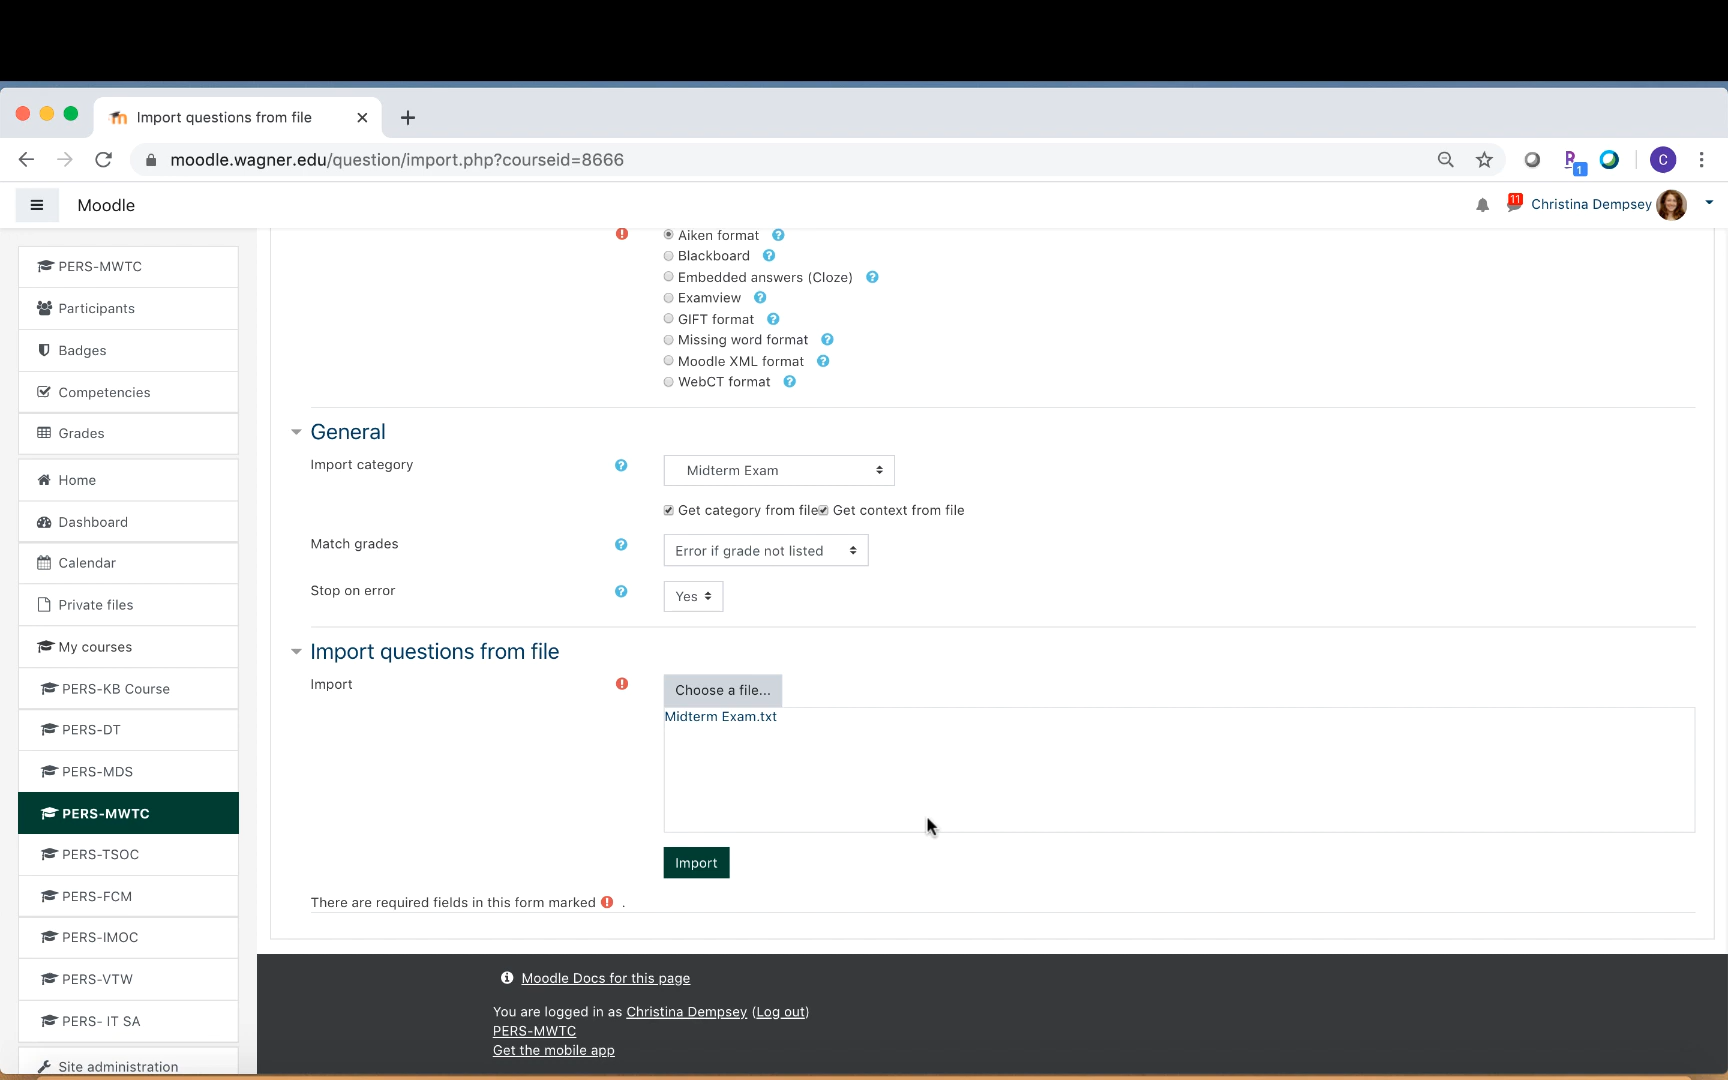 Import questions from file
moodle.wagner.edu/question/import.php?courseid=8666
C
1
Moodle
11
Christina Dempsey
PERS-MWTC
Participants
Badges
Competencies
Grades
Home
Dashboard
Calendar
Private files
My courses
PERS-KB Course
PERS-DT
PERS-MDS
PERS-MWTC
PERS-TSOC
PERS-FCM
PERS-IMOC
PERS-VTW
PERS- IT SA
Site administration
Aiken format
Blackboard
Embedded answers (Cloze)
Examview
GIFT format
Missing word format
Moodle XML format
WebCT format
General
Import category
Midterm Exam
Get category from file Get context from file
Match grades
Error if grade not listed
Stop on error
Yes
Import questions from file
Import
Choose a file...
Midterm Exam.txt
Import
There are required fields in this form marked .
Moodle Docs for this page
You are logged in as Christina Dempsey (Log out)
PERS-MWTC
Get the mobile app